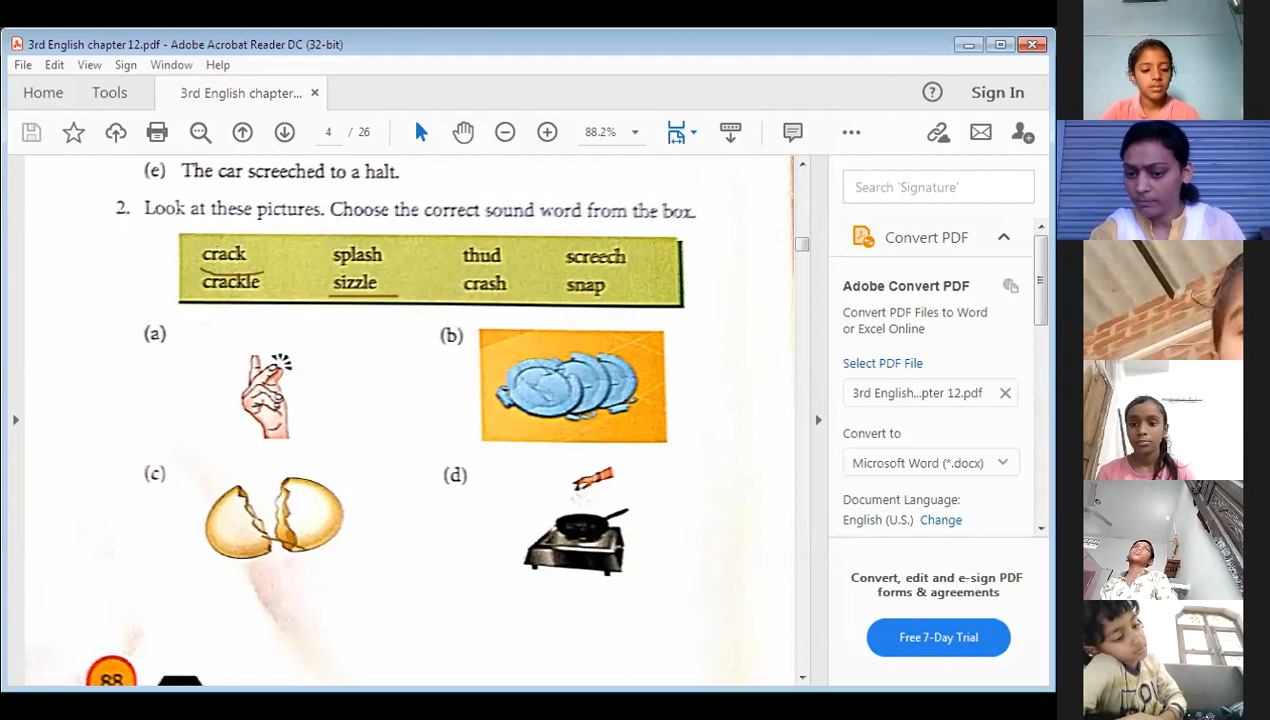 3rd English chapter 12.pdf - Adobe Acrobat Reader DC (32-bit)
File Edit View Sign Window Help
Home Tools 3rd English chapter... × Sign In
4 / 26 88.2%
(e) The car screeched to a halt.
2. Look at these pictures. Choose the correct sound word from the box.
crack splash thud screech
crackle sizzle crash snap
(a) (b)
(c) (d)
88
Search 'Signature'
Convert PDF
Adobe Convert PDF
Convert PDF Files to Word
or Excel Online
Select PDF File
3rd English...pter 12.pdf
Convert to
Microsoft Word (*.docx)
Document Language:
English (U.S.) Change
Convert, edit and e-sign PDF
forms & agreements
Free 7-Day Trial